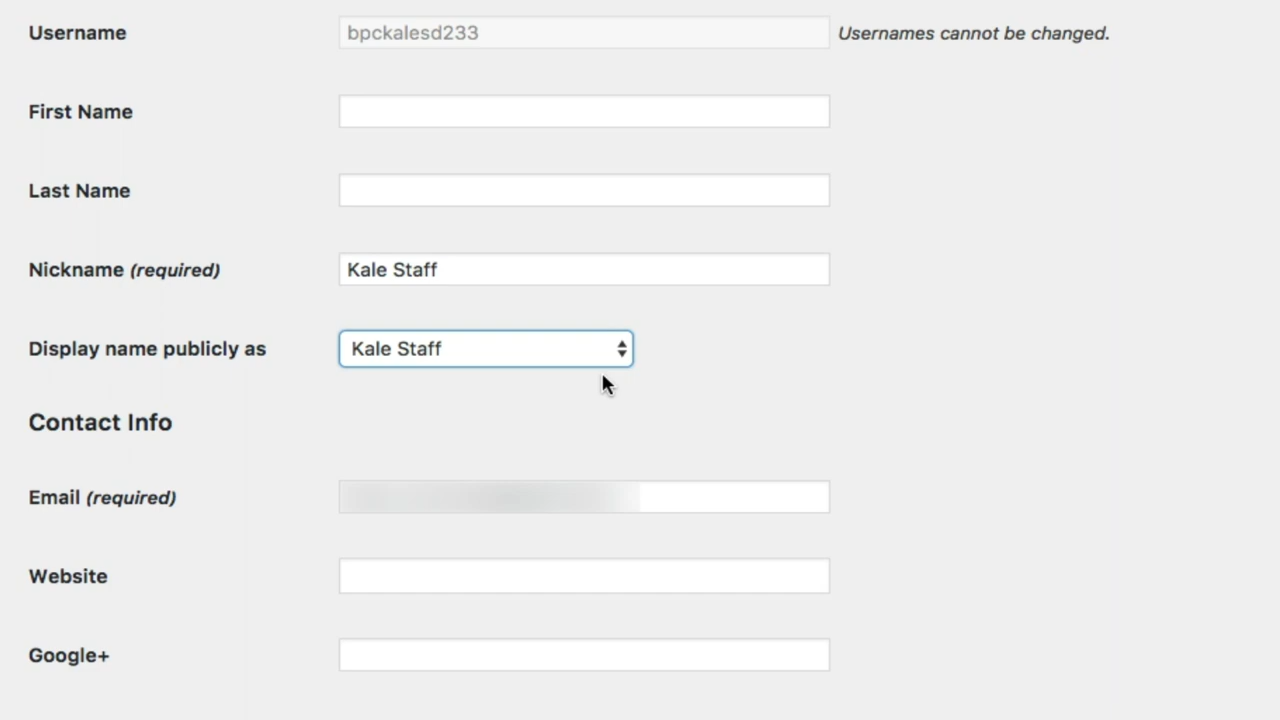 Username bpckalesd233 Usernames cannot be changed.
First Name
Last Name
Nickname (required) Kale Staff
Display name publicly as Kale Staff
Contact Info
Email (required)
Website
Google+